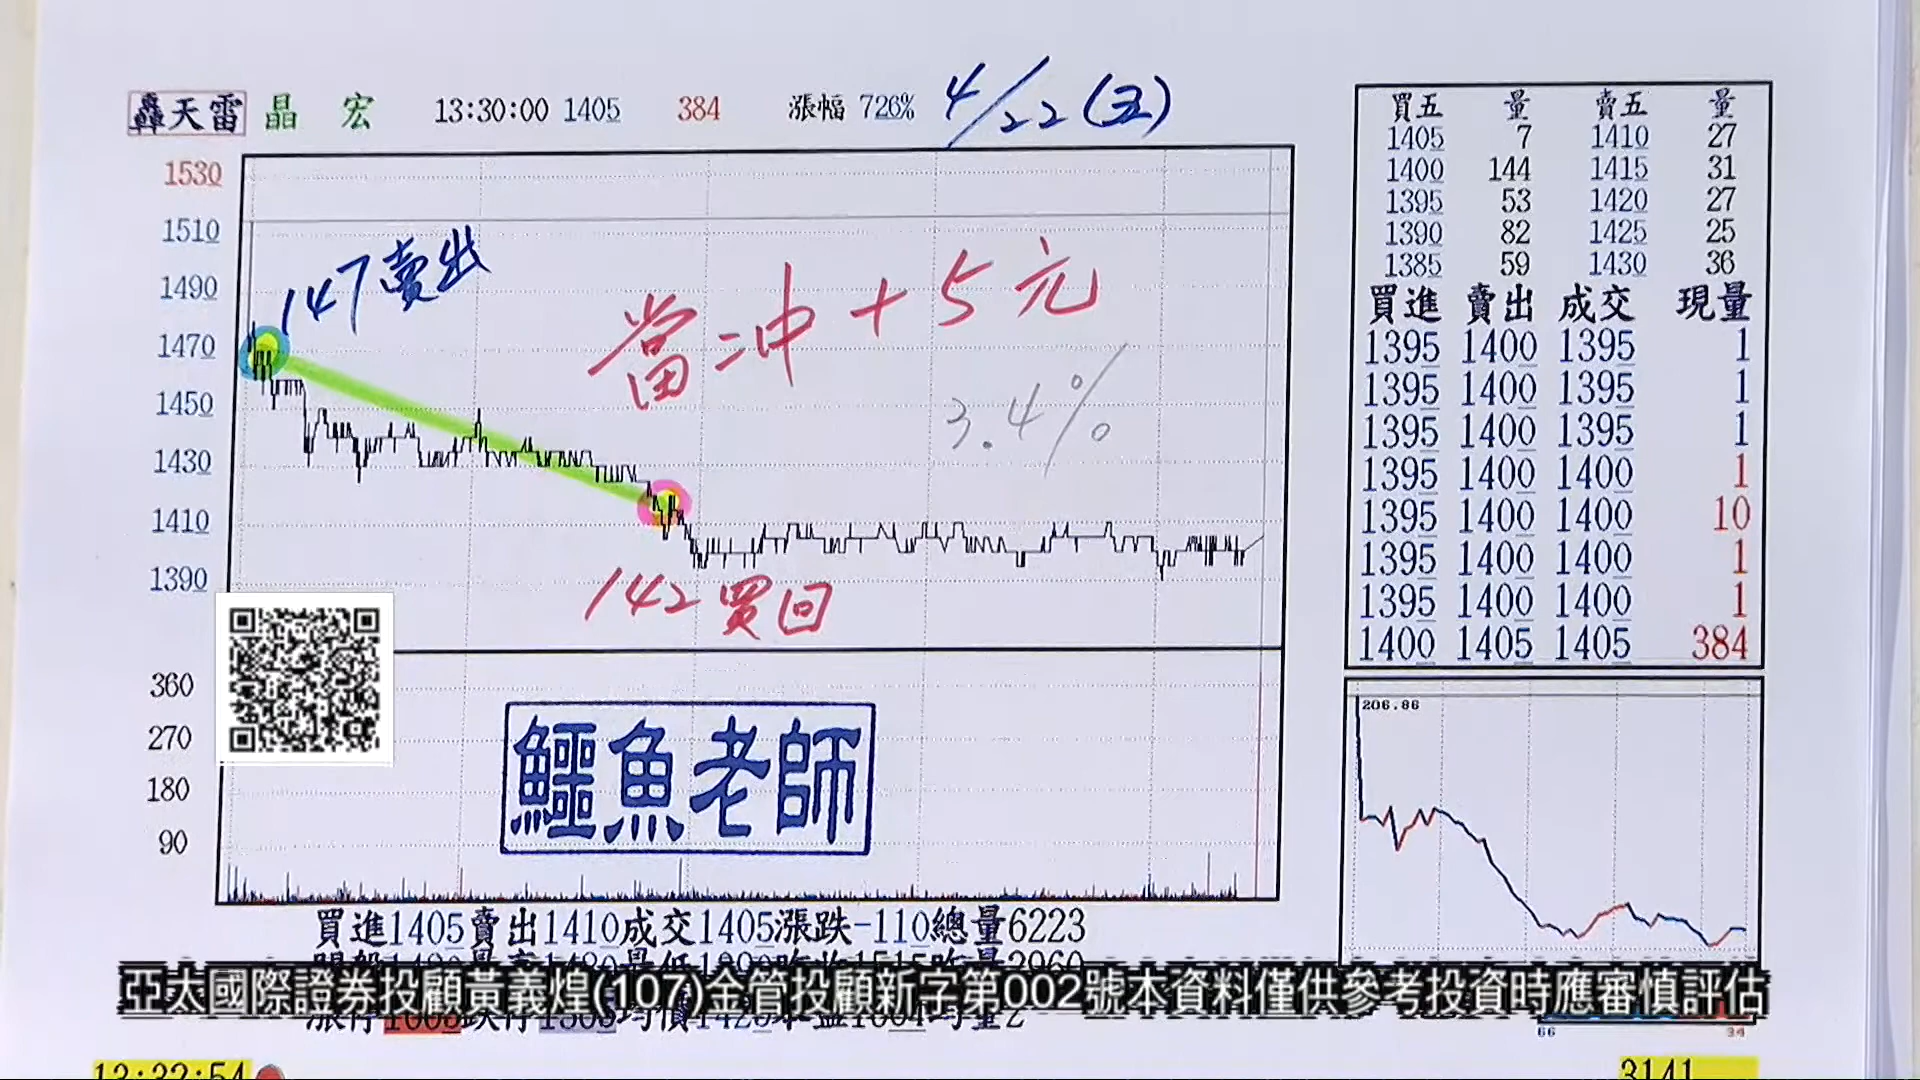 轟天雷 晶 宏 13:30:00 1405 384 漲幅 726% 4/22(五)
1530
1510
1490
1470
1450
1430
1410
1390
147賣出
當沖+5元
3.4%
142買回
360
270
180
90
鱷魚老師
買五 量 賣五 量
1405 7 1410 27
1400 144 1415 31
1395 53 1420 27
1390 82 1425 25
1385 59 1430 36
買進 賣出 成交 現量
1395 1400 1395 1
1395 1400 1395 1
1395 1400 1395 1
1395 1400 1400 1
1395 1400 1400 10
1395 1400 1400 1
1395 1400 1400 1
1400 1405 1405 384
206.86
買進1405賣出1410成交1405漲跌-110總量6223
亞太國際證券投顧黃義煌(107)金管投顧新字第002號本資料僅供參考投資時應審慎評估
66 34
13:32:54 3141